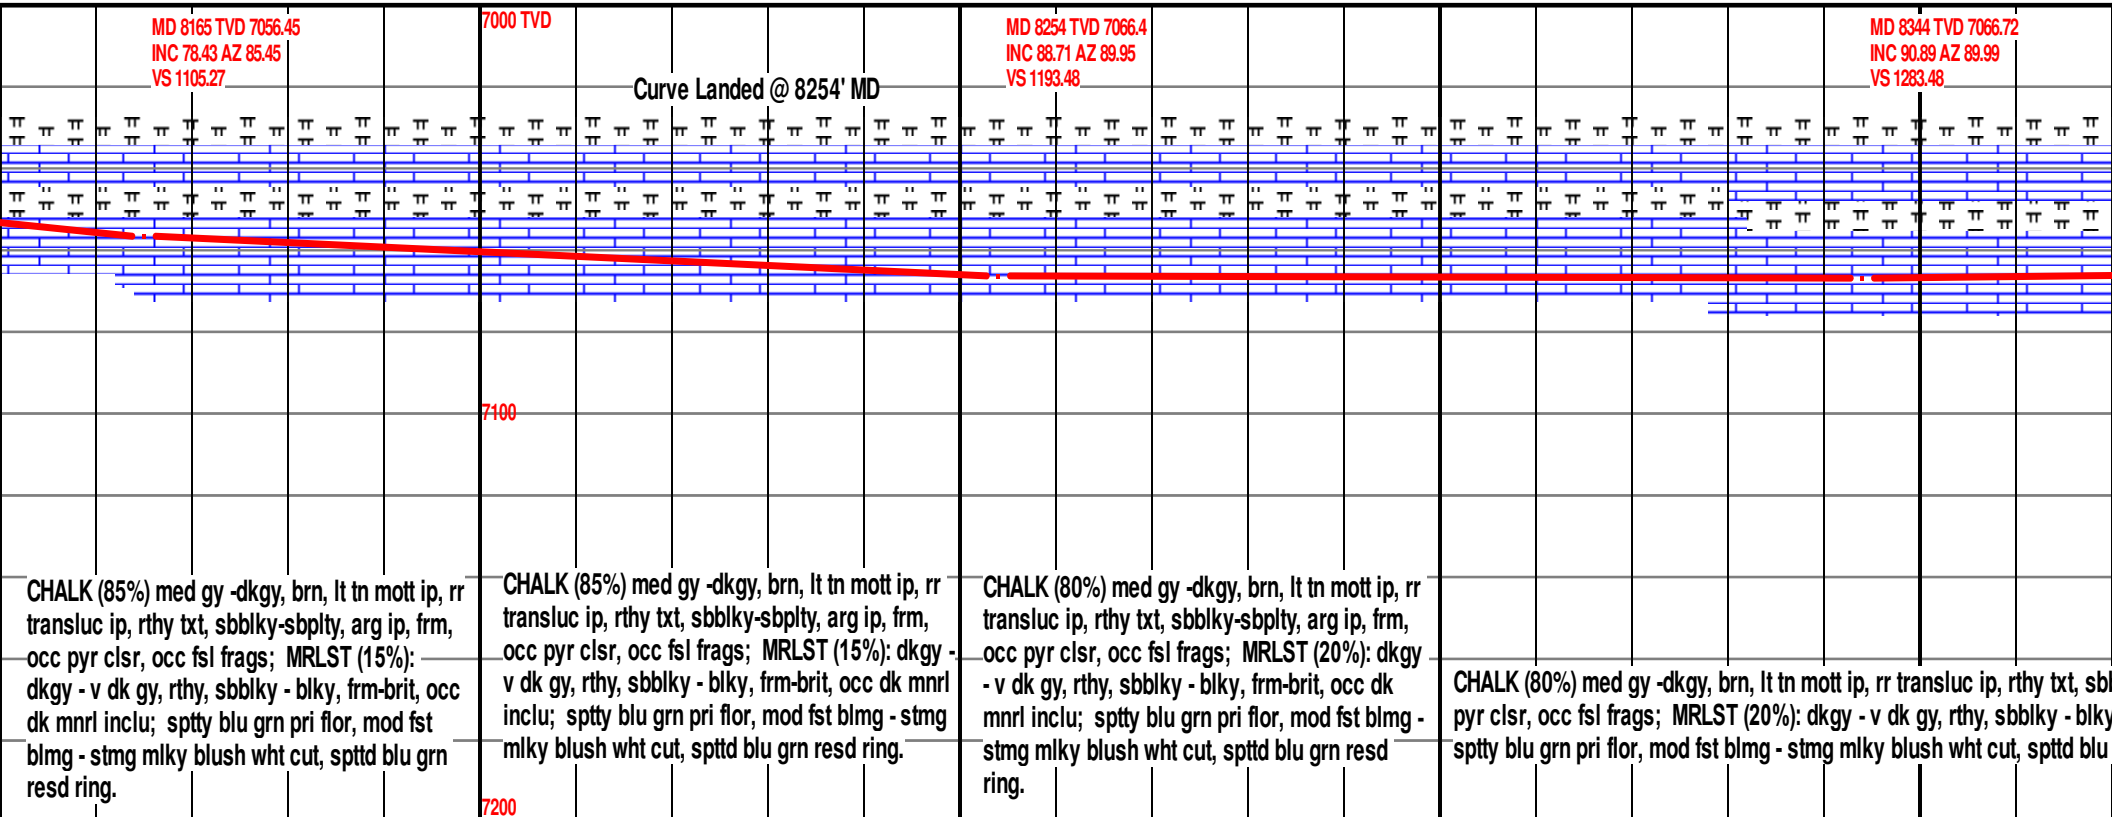 MD 8165 TVD 7056.45
INC 78.43 AZ 85.45
VS 1105.27
7000 TVD
Curve Landed @ 8254' MD
MD 8254 TVD 7066.4
INC 88.71 AZ 89.95
VS 1193.48
MD 8344 TVD 7066.72
INC 90.89 AZ 89.99
VS 1283.48
7100
CHALK (85%) med gy -dkgy, brn, lt tn mott ip, rr
transluc ip, rthy txt, sbblky-sbplty, arg ip, frm,
occ pyr clsr, occ fsl frags;  MRLST (15%):
dkgy - v dk gy, rthy, sbblky - blky, frm-brit, occ
dk mnrl inclu;  sptty blu grn pri flor, mod fst
blmg - stmg mlky blush wht cut, spttd blu grn
resd ring.
CHALK (85%) med gy -dkgy, brn, lt tn mott ip, rr
transluc ip, rthy txt, sbblky-sbplty, arg ip, frm,
occ pyr clsr, occ fsl frags;  MRLST (15%): dkgy -
v dk gy, rthy, sbblky - blky, frm-brit, occ dk mnrl
inclu;  sptty blu grn pri flor, mod fst blmg - stmg
mlky blush wht cut, spttd blu grn resd ring.
CHALK (80%) med gy -dkgy, brn, lt tn mott ip, rr
transluc ip, rthy txt, sbblky-sbplty, arg ip, frm,
occ pyr clsr, occ fsl frags;  MRLST (20%): dkgy
- v dk gy, rthy, sbblky - blky, frm-brit, occ dk
mnrl inclu;  sptty blu grn pri flor, mod fst blmg -
stmg mlky blush wht cut, spttd blu grn resd
ring.
CHALK (80%) med gy -dkgy, brn, lt tn mott ip, rr transluc ip, rthy txt,
pyr clsr, occ fsl frags;  MRLST (20%): dkgy - v dk gy, rthy, sbblky - blky
sptty blu grn pri flor, mod fst blmg - stmg mlky blush wht cut, spttd blu
7200